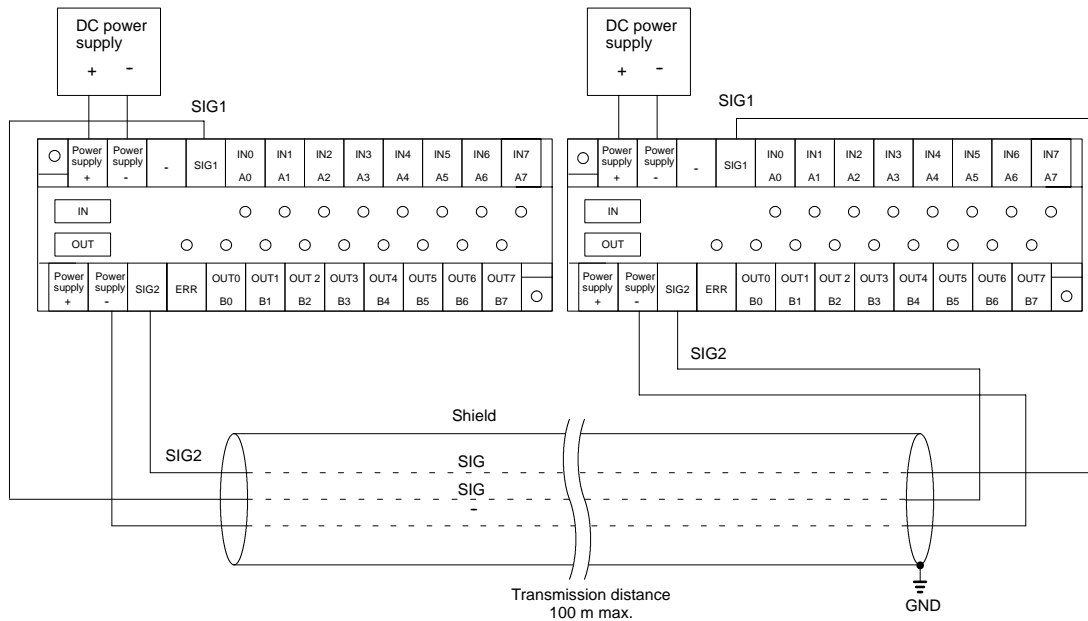 DC power
supply
+ -
DC power
supply
+ -
SIG1
SIG1
Power
supply
+
Power
supply
-
-
SIG1
IN0
A0
IN1
A1
IN2
A2
IN3
A3
IN4
A4
IN5
A5
IN6
A6
IN7
A7
IN
OUT
Power
supply
+
Power
supply
-
SIG2
ERR
OUT0
B0
OUT1
B1
OUT 2
B2
OUT3
B3
OUT4
B4
OUT5
B5
OUT6
B6
OUT7
B7
Power
supply
+
Power
supply
-
-
SIG1
IN0
A0
IN1
A1
IN2
A2
IN3
A3
IN4
A4
IN5
A5
IN6
A6
IN7
A7
IN
OUT
Power
supply
+
Power
supply
-
SIG2
ERR
OUT0
B0
OUT1
B1
OUT 2
B2
OUT3
B3
OUT4
B4
OUT5
B5
OUT6
B6
OUT7
B7
SIG2
Shield
SIG2
SIG
SIG
-
Transmission distance
100 m max.
GND